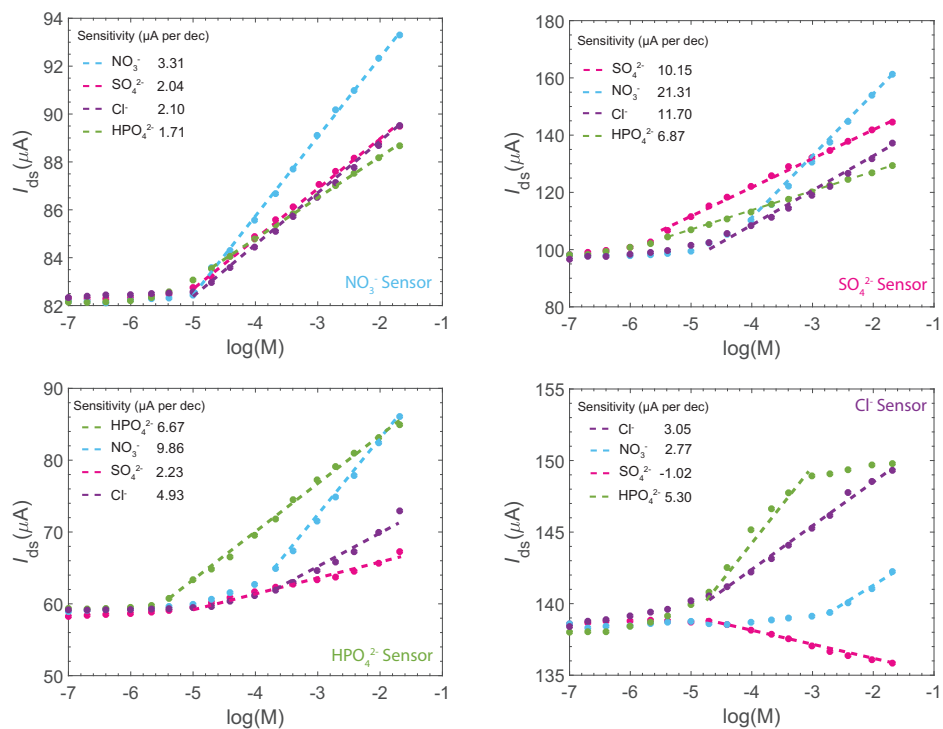 94
92
90
88
86
84
82
I_ds(µA)
Sensitivity (µA per dec)
NO₃⁻ 3.31
SO₄²⁻ 2.04
Cl⁻ 2.10
HPO₄²⁻ 1.71
NO₃⁻ Sensor
-7 -6 -5 -4 -3 -2 -1
log(M)
180
160
140
120
100
80
I_ds(µA)
Sensitivity (µA per dec)
SO₄²⁻ 10.15
NO₃⁻ 21.31
Cl⁻ 11.70
HPO₄²⁻ 6.87
SO₄²⁻ Sensor
-7 -6 -5 -4 -3 -2 -1
log(M)
90
80
70
60
50
I_ds(µA)
Sensitivity (µA per dec)
HPO₄²⁻ 6.67
NO₃⁻ 9.86
SO₄²⁻ 2.23
Cl⁻ 4.93
HPO₄²⁻ Sensor
-7 -6 -5 -4 -3 -2 -1
log(M)
155
150
145
140
135
I_ds(µA)
Cl⁻ Sensor
Sensitivity (µA per dec)
Cl⁻ 3.05
NO₃⁻ 2.77
SO₄²⁻ -1.02
HPO₄²⁻ 5.30
-7 -6 -5 -4 -3 -2 -1
log(M)